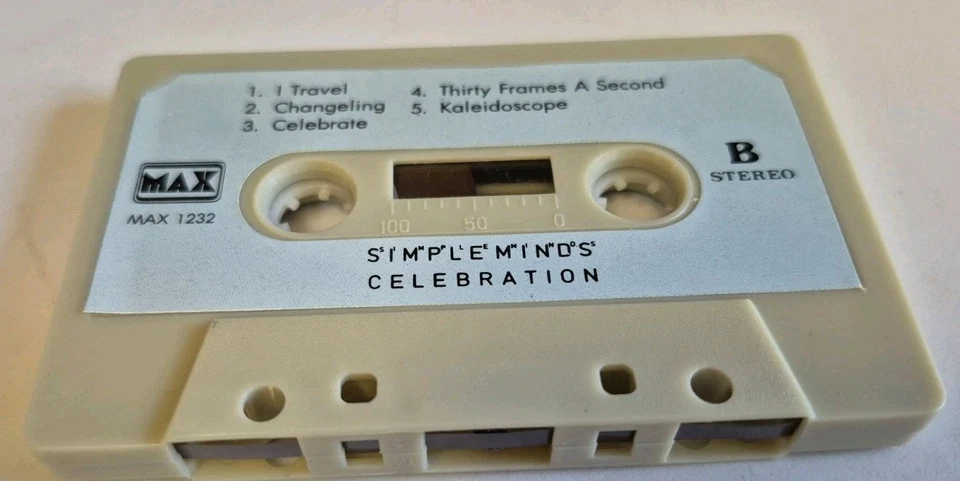 1. I Travel
2. Changeling
3. Celebrate
4. Thirty Frames A Second
5. Kaleidoscope
MAX
MAX 1232
B
STEREO
100 50 0
SIMPLE MINDS
CELEBRATION